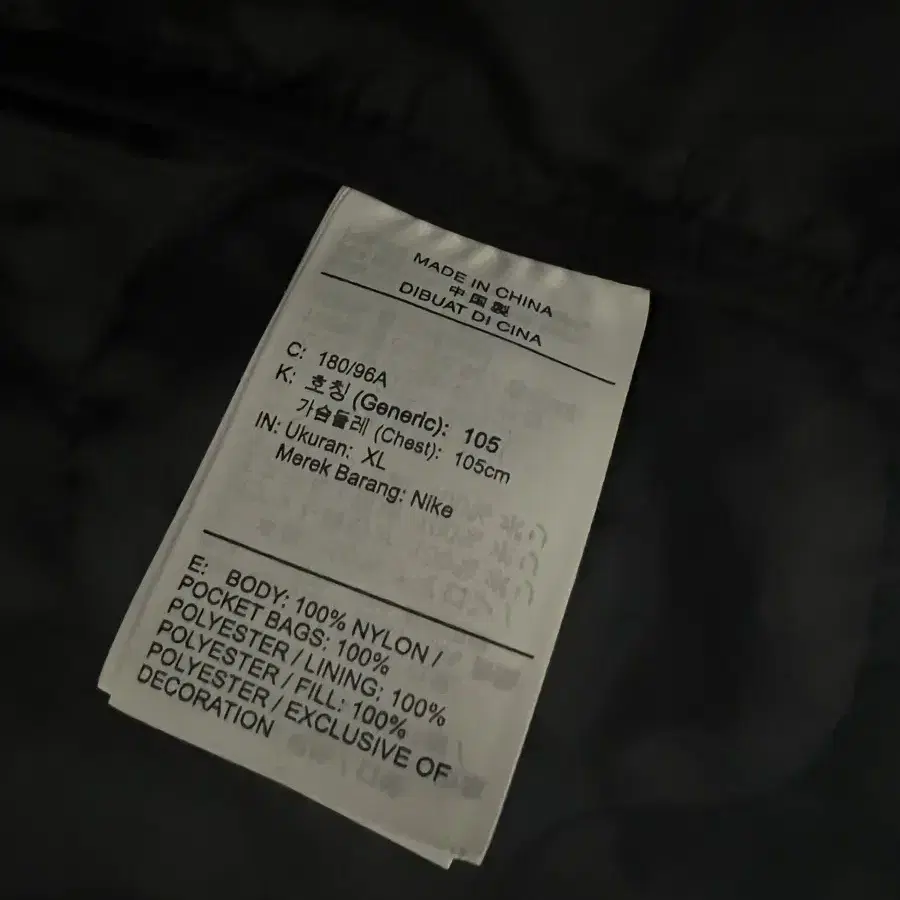 MADE IN CHINA
中国製
DIBUAT DI CINA
C: 180/96A
K: 호칭 (Generic): 105
가슴둘레 (Chest): 105cm
IN: Ukuran: XL
Merek Barang: Nike
E: BODY: 100% NYLON /
POCKET BAGS: 100%
POLYESTER / LINING: 100%
POLYESTER / FILL: 100%
POLYESTER / EXCLUSIVE OF
DECORATION